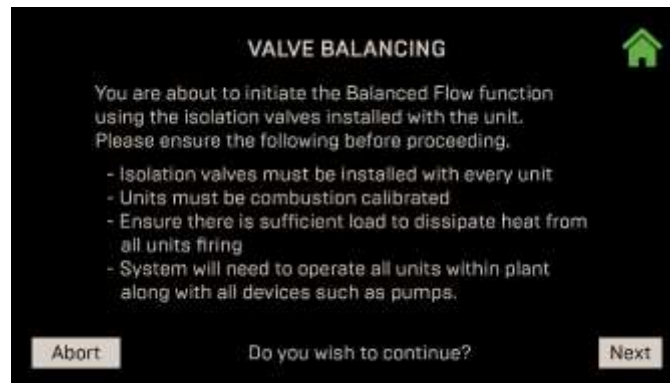 VALVE BALANCING
You are about to initiate the Balanced Flow function
using the isolation valves installed with the unit.
Please ensure the following before proceeding.
- Isolation valves must be installed with every unit
- Units must be combustion calibrated
- Ensure there is sufficient load to dissipate heat from
all units firing
- System will need to operate all units within plant
along with all devices such as pumps.
Abort
Do you wish to continue?
Next